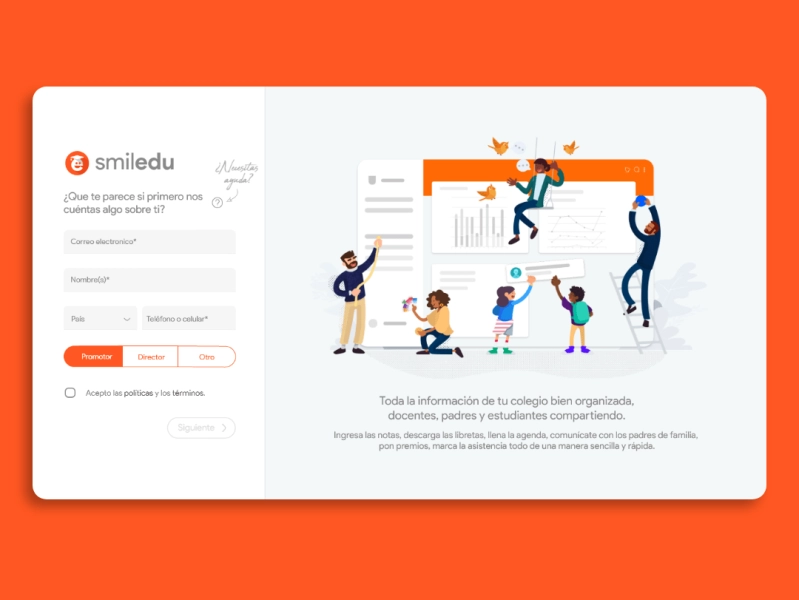 smiledu
¿Necesitas
ayuda?
¿Que te parece si primero nos
cuéntas algo sobre ti?
?
Correo electronico*
Nombre(s)*
País
Teléfono o celular*
Promotor
Director
Otro
Acepto las políticas y los términos.
Siguiente
Toda la información de tu colegio bien organizada,
docentes, padres y estudiantes compartiendo.
Ingresa las notas, descarga las libretas, llena la agenda, comunícate con los padres de familia,
pon premios, marca la asistencia todo de una manera sencilla y rápida.